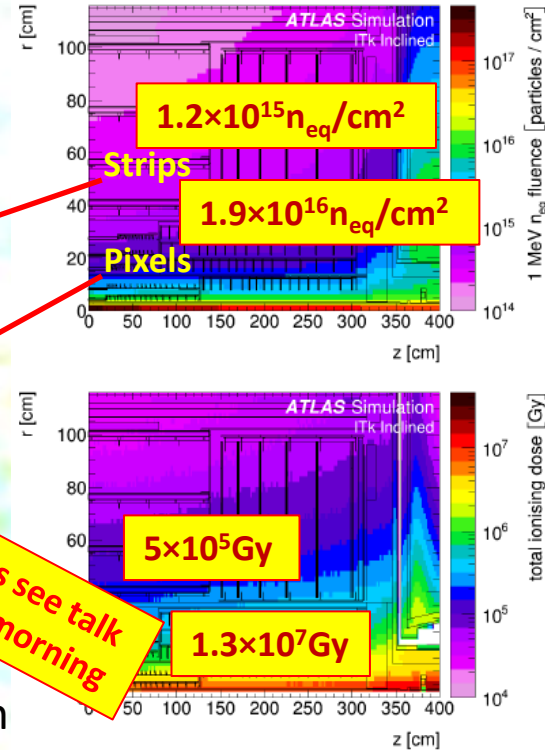 r [cm]
ATLAS Simulation
ITk Inclined
100
80
60
40
20
0
1.2×10¹⁵n_eq/cm²
Strips
1.9×10¹⁶n_eq/cm²
Pixels
0 50 100 150 200 250 300 350 400
z [cm]
10¹⁷
10¹⁶
10¹⁵
10¹⁴
1 MeV n_eq fluence [particles / cm²]
r [cm]
ATLAS Simulation
ITk Inclined
100
80
60
5×10⁵Gy
s see talk
morning
1.3×10⁷Gy
50 100 150 200 250 300 350 400
z [cm]
10⁷
10⁶
10⁵
10⁴
total ionising dose [Gy]